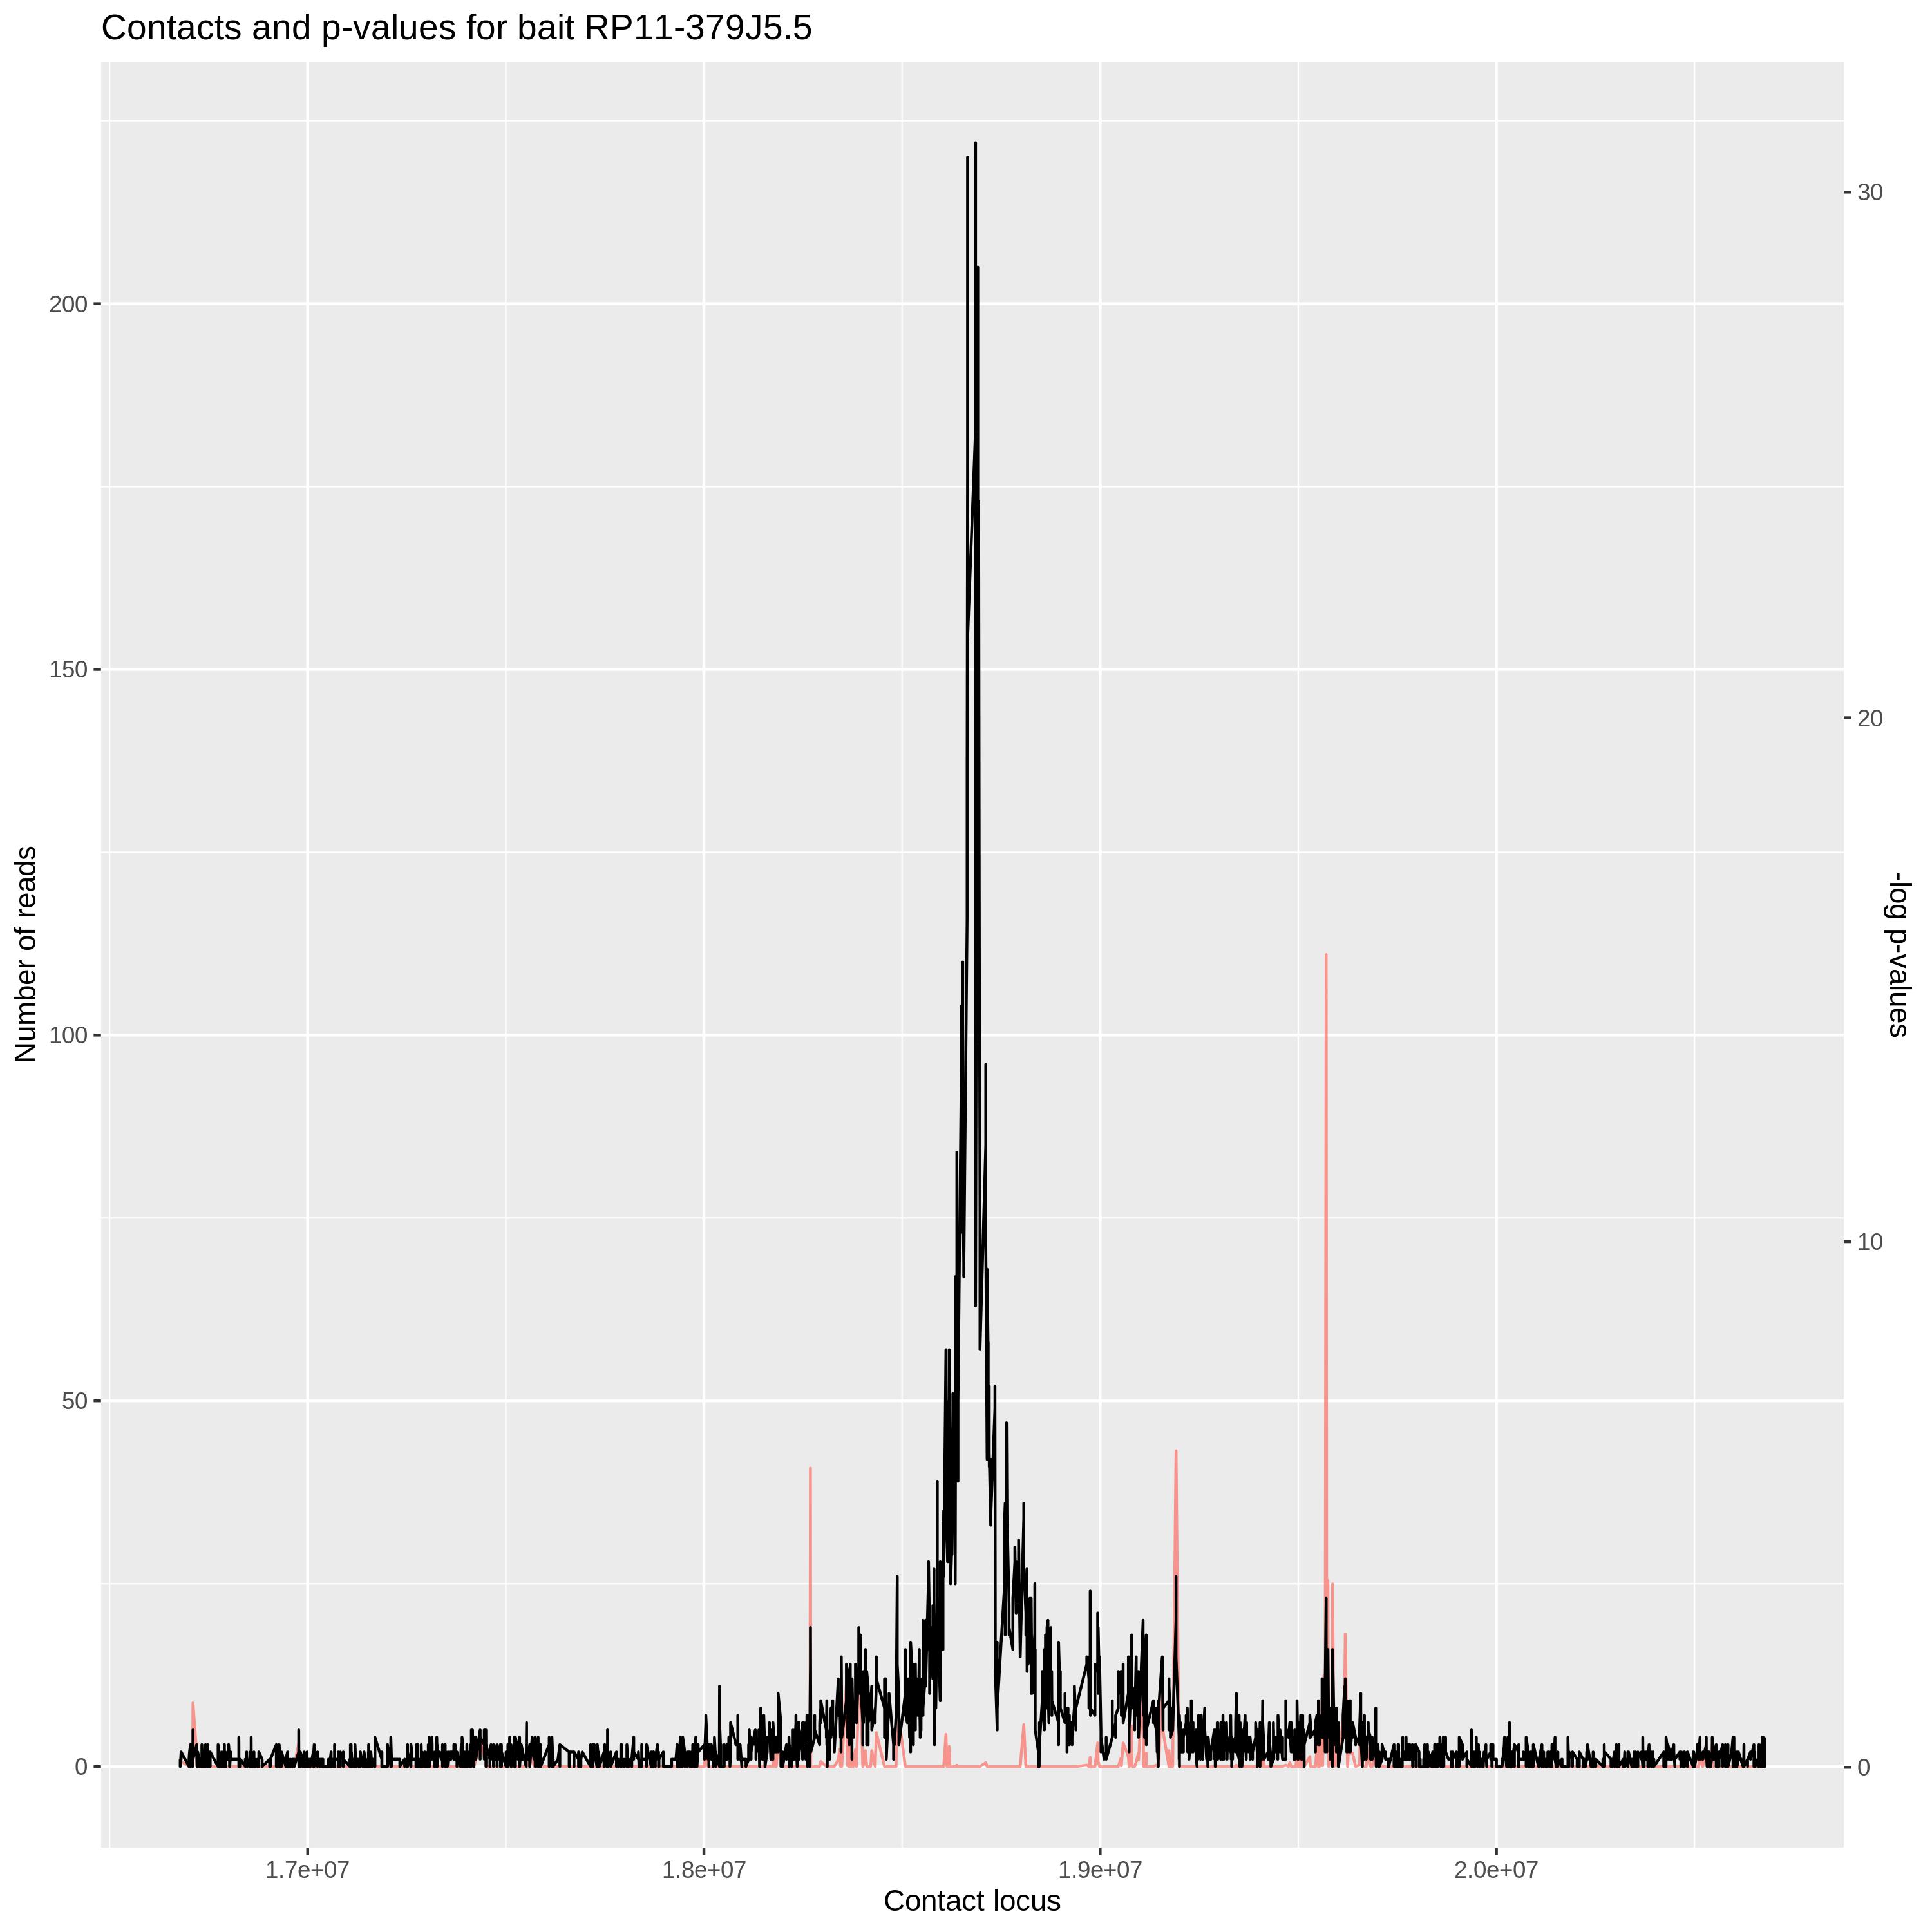 Contacts and p-values for bait RP11-379J5.5
200
150
100
50
0
Number of reads
30
20
10
0
-log p-values
1.7e+07
1.8e+07
1.9e+07
2.0e+07
Contact locus